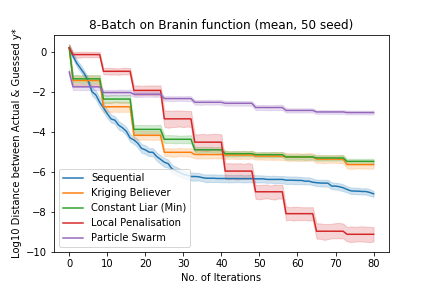 8-Batch on Branin function (mean, 50 seed)
Log10 Distance between Actual & Guessed y*
0
−2
−4
−6
−8
−10
Sequential
Kriging Believer
Constant Liar (Min)
Local Penalisation
Particle Swarm
0 10 20 30 40 50 60 70 80
No. of Iterations